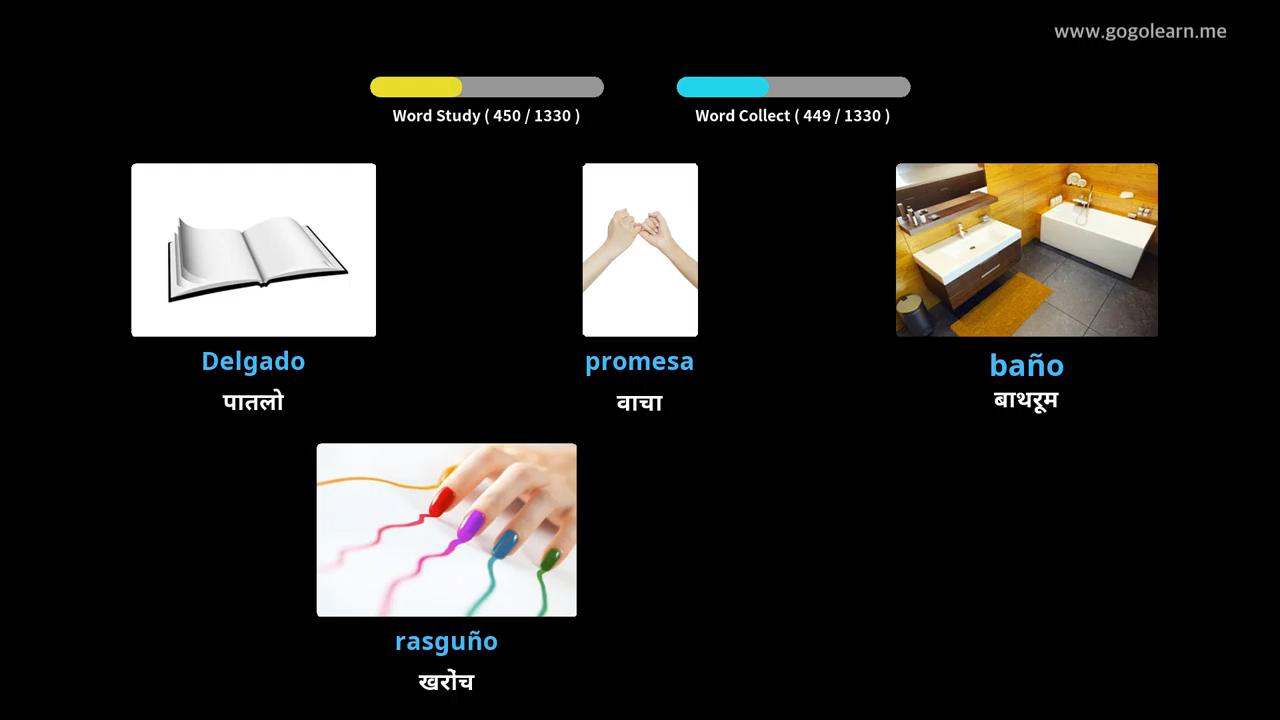 www.gogolearn.me
Word Study ( 450 / 1330 )
Word Collect ( 449 / 1330 )
Delgado
पातलो
promesa
वाचा
baño
बाथरूम
rasguño
खरोंच